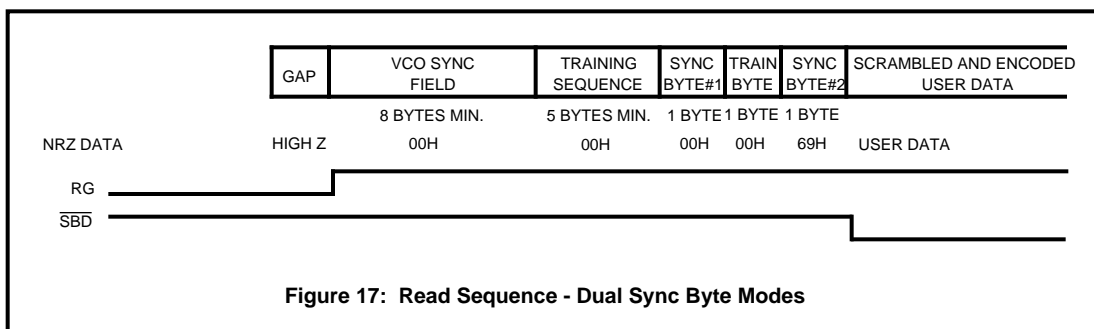 GAP
VCO SYNC
FIELD
TRAINING
SEQUENCE
SYNC
BYTE#1
TRAIN
BYTE
SYNC
BYTE#2
SCRAMBLED AND ENCODED
USER DATA
8 BYTES MIN.
5 BYTES MIN.
1 BYTE
1 BYTE
1 BYTE
NRZ DATA
HIGH Z
00H
00H
00H
00H
69H
USER DATA
RG
SBD
Figure 17: Read Sequence - Dual Sync Byte Modes